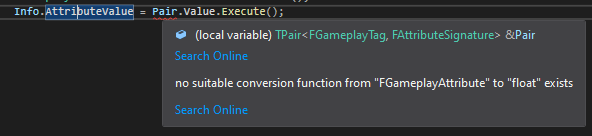 Info.AttributeValue = Pair.Value.Execute();
(local variable) TPair<FGameplayTag, FAttributeSignature> &Pair
Search Online
no suitable conversion function from "FGameplayAttribute" to "float" exists
Search Online